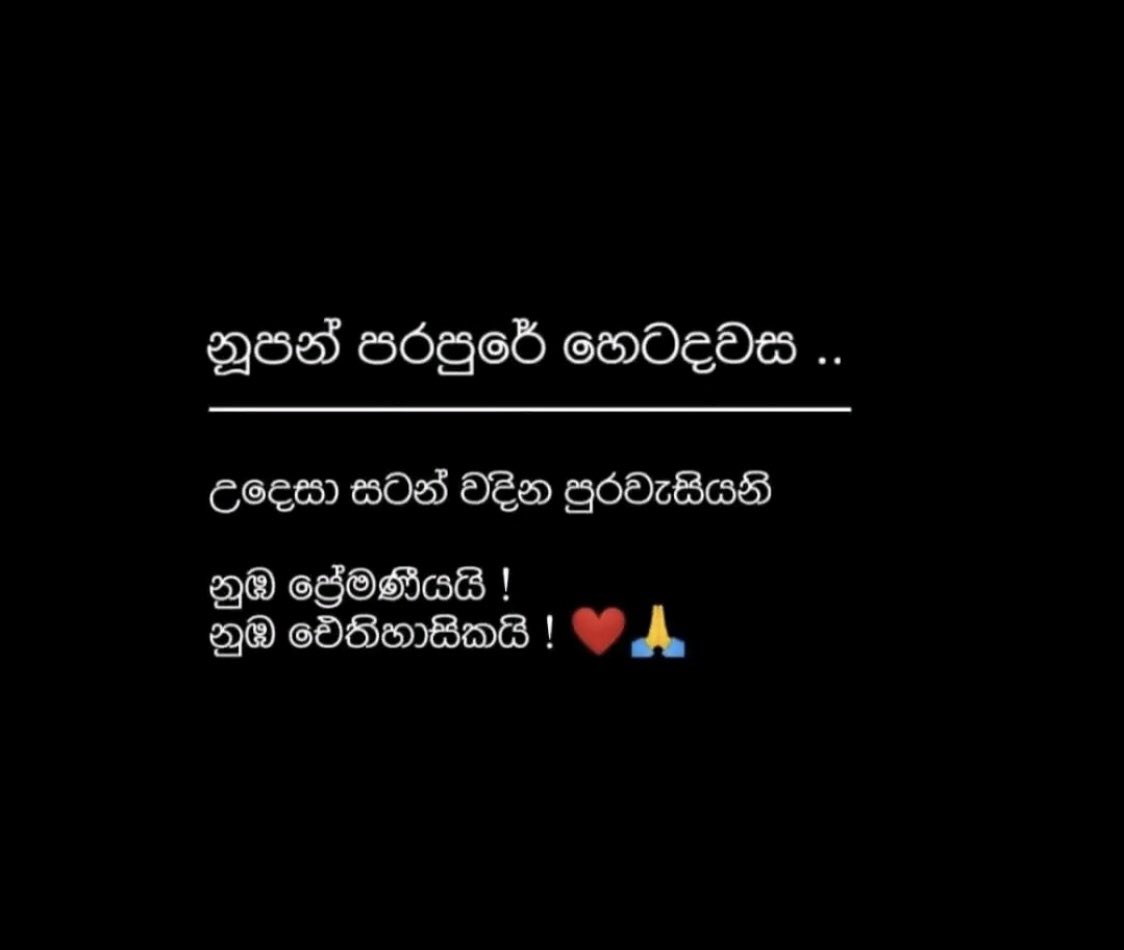 නූපන් පරපුරේ හෙටදවස ..
උදෙසා සටන් වදින පුරවැසියනි
නුඹ ප්‍රේමණීයයි !
නුඹ ඓතිහාසිකයි ! ❤️🙏